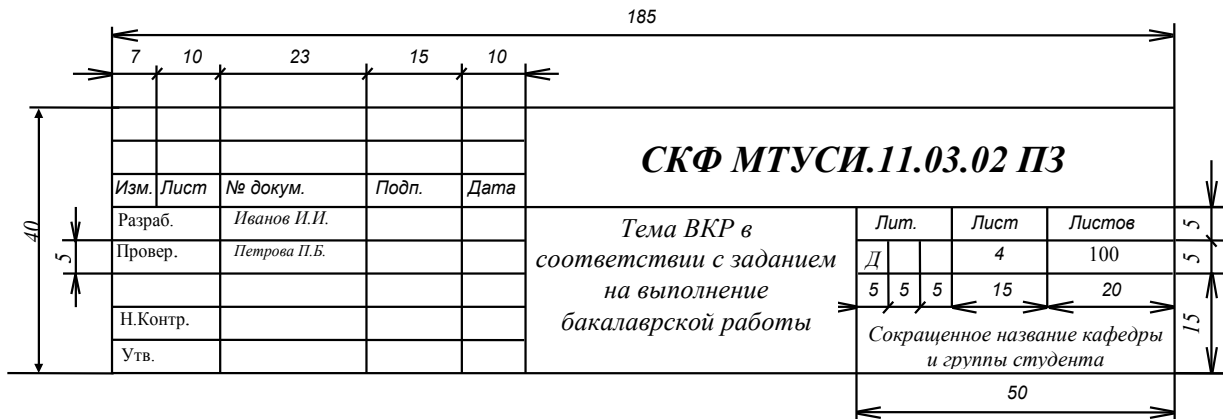 185
7 10 23 15 10
СКФ МТУСИ.11.03.02 ПЗ
Изм. Лист № докум. Подп. Дата
40
Разраб. Иванов И.И.
Провер. Петрова П.Б.
Н.Контр.
Утв.
5
Тема ВКР в
соответствии с заданием
на выполнение
бакалаврской работы
Лит. Лист Листов 5
Д 4 100 5
5 5 5 15 20
15
Сокращенное название кафедры
и группы студента
50